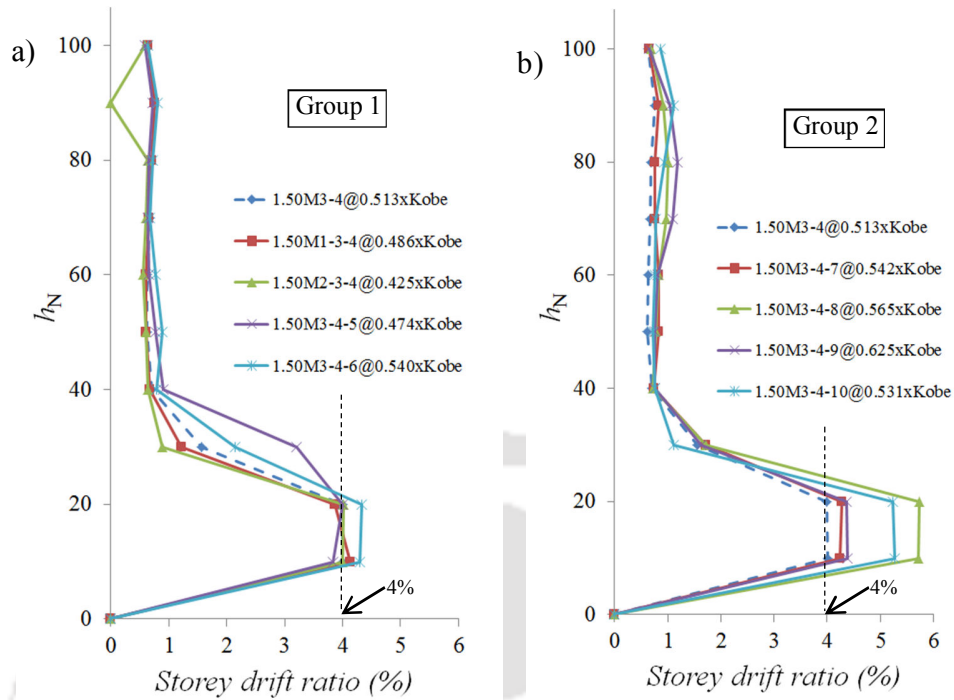 a)
Group 1
h_N
100
80
60
40
20
0
1.50M3-4@0.513xKobe
1.50M1-3-4@0.486xKobe
1.50M2-3-4@0.425xKobe
1.50M3-4-5@0.474xKobe
1.50M3-4-6@0.540xKobe
4%
0 1 2 3 4 5 6
Storey drift ratio (%)
b)
Group 2
h_N
100
80
60
40
20
0
1.50M3-4@0.513xKobe
1.50M3-4-7@0.542xKobe
1.50M3-4-8@0.565xKobe
1.50M3-4-9@0.625xKobe
1.50M3-4-10@0.531xKobe
4%
0 1 2 3 4 5 6
Storey drift ratio (%)